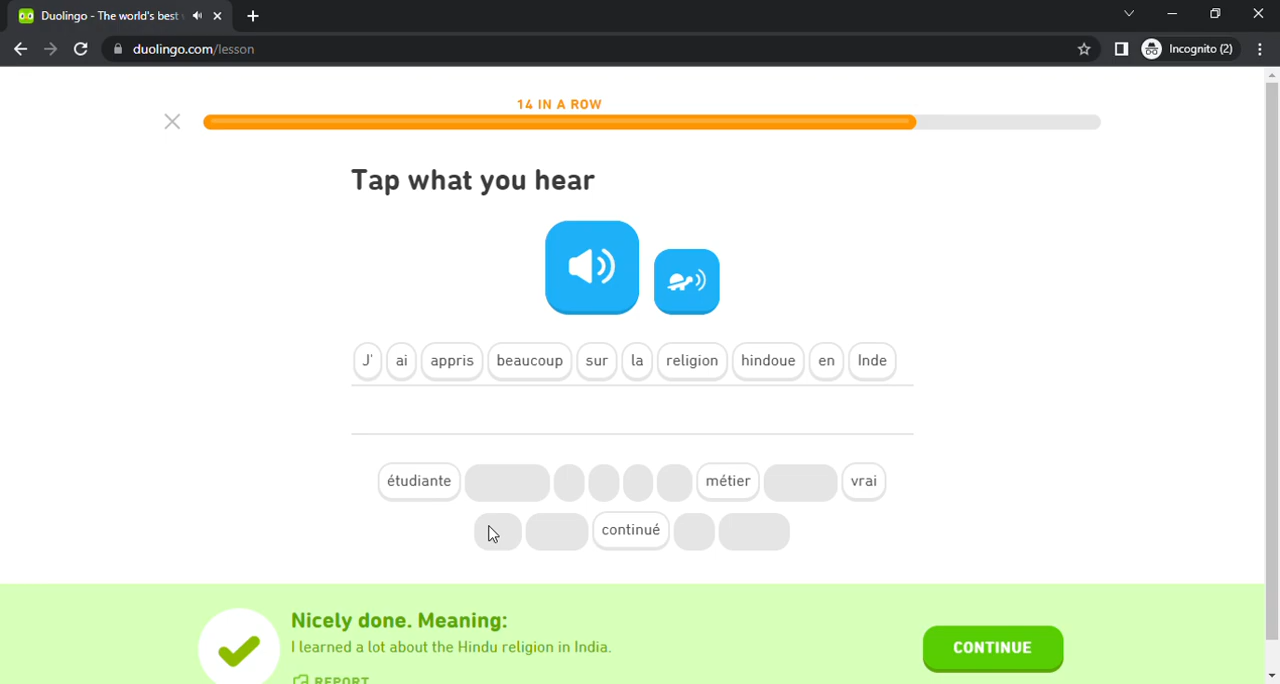 Duolingo - The world's best
duolingo.com/lesson
Incognito (2)
14 IN A ROW
Tap what you hear
J' ai appris beaucoup sur la religion hindoue en Inde
étudiante métier vrai
continué
Nicely done. Meaning:
I learned a lot about the Hindu religion in India.
CONTINUE
REPORT